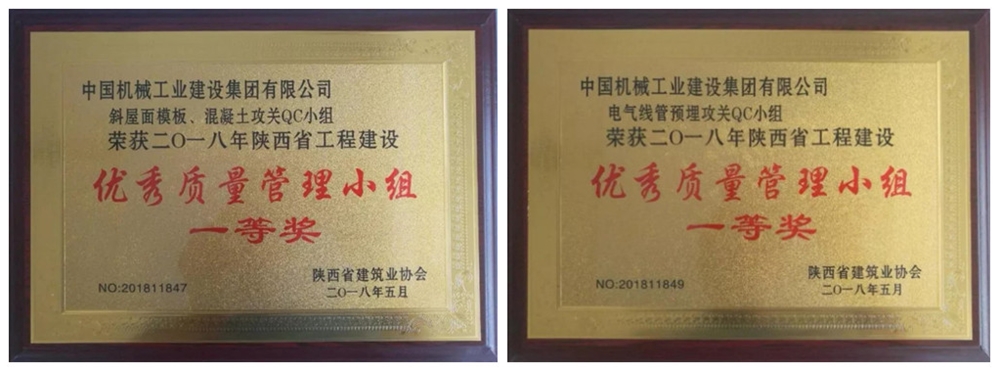 中国机械工业建设集团有限公司
斜屋面模板、混凝土攻关QC小组
荣获二〇一八年陕西省工程建设
优秀质量管理小组
一等奖
陕西省建筑业协会
NO:201811847
二〇一八年五月
中国机械工业建设集团有限公司
电气线管预埋攻关QC小组
荣获二〇一八年陕西省工程建设
优秀质量管理小组
一等奖
陕西省建筑业协会
NO:201811849
二〇一八年五月